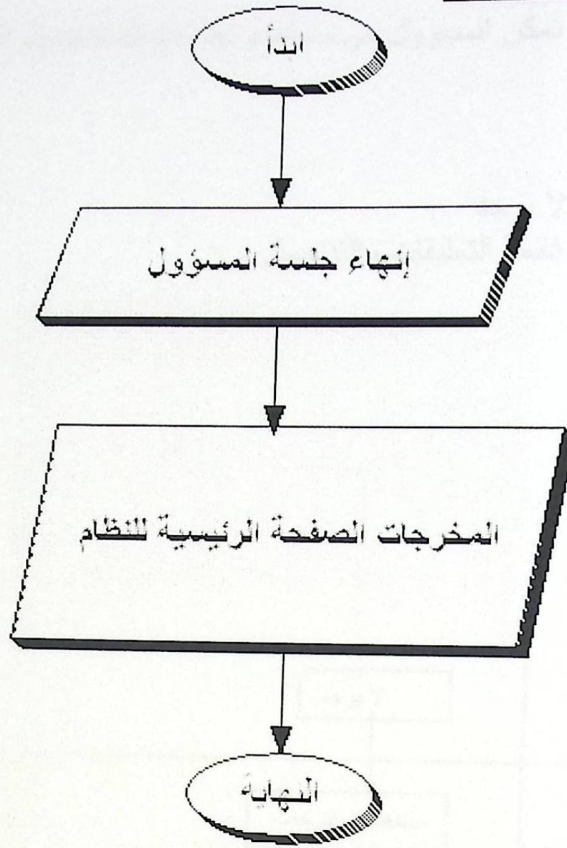 ابدأ
إنهاء جلسة المسؤول
المخرجات الصفحة الرئيسية للنظام
النهاية